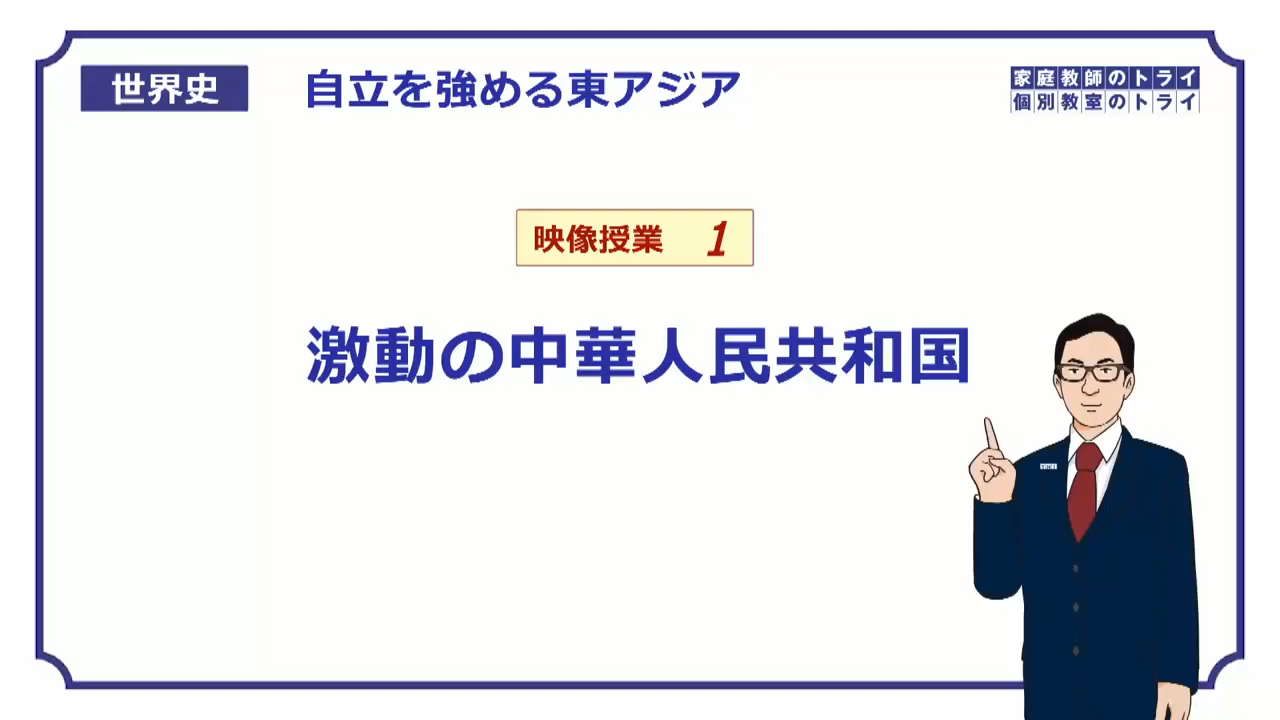 世界史
自立を強める東アジア
家庭教師のトライ
個別教室のトライ
映像授業 1
激動の中華人民共和国